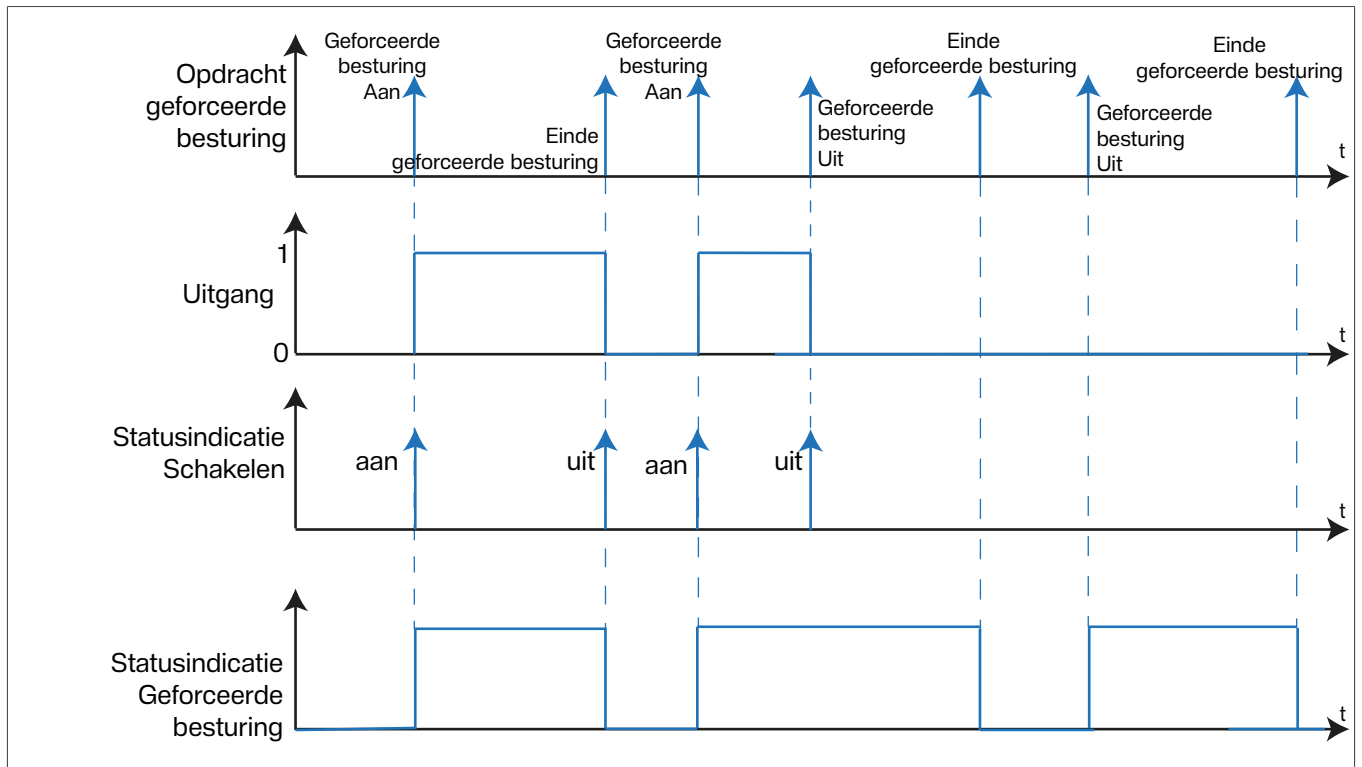 Geforceerde
besturing
Aan
Geforceerde
besturing
Aan
Einde
geforceerde besturing
Einde
geforceerde besturing
Opdracht
geforceerde
besturing
Einde
geforceerde besturing
Geforceerde
besturing
Uit
Geforceerde
besturing
Uit
t
1
Uitgang
0
t
Statusindicatie
Schakelen
aan
uit
aan
uit
t
Statusindicatie
Geforceerde
besturing
t